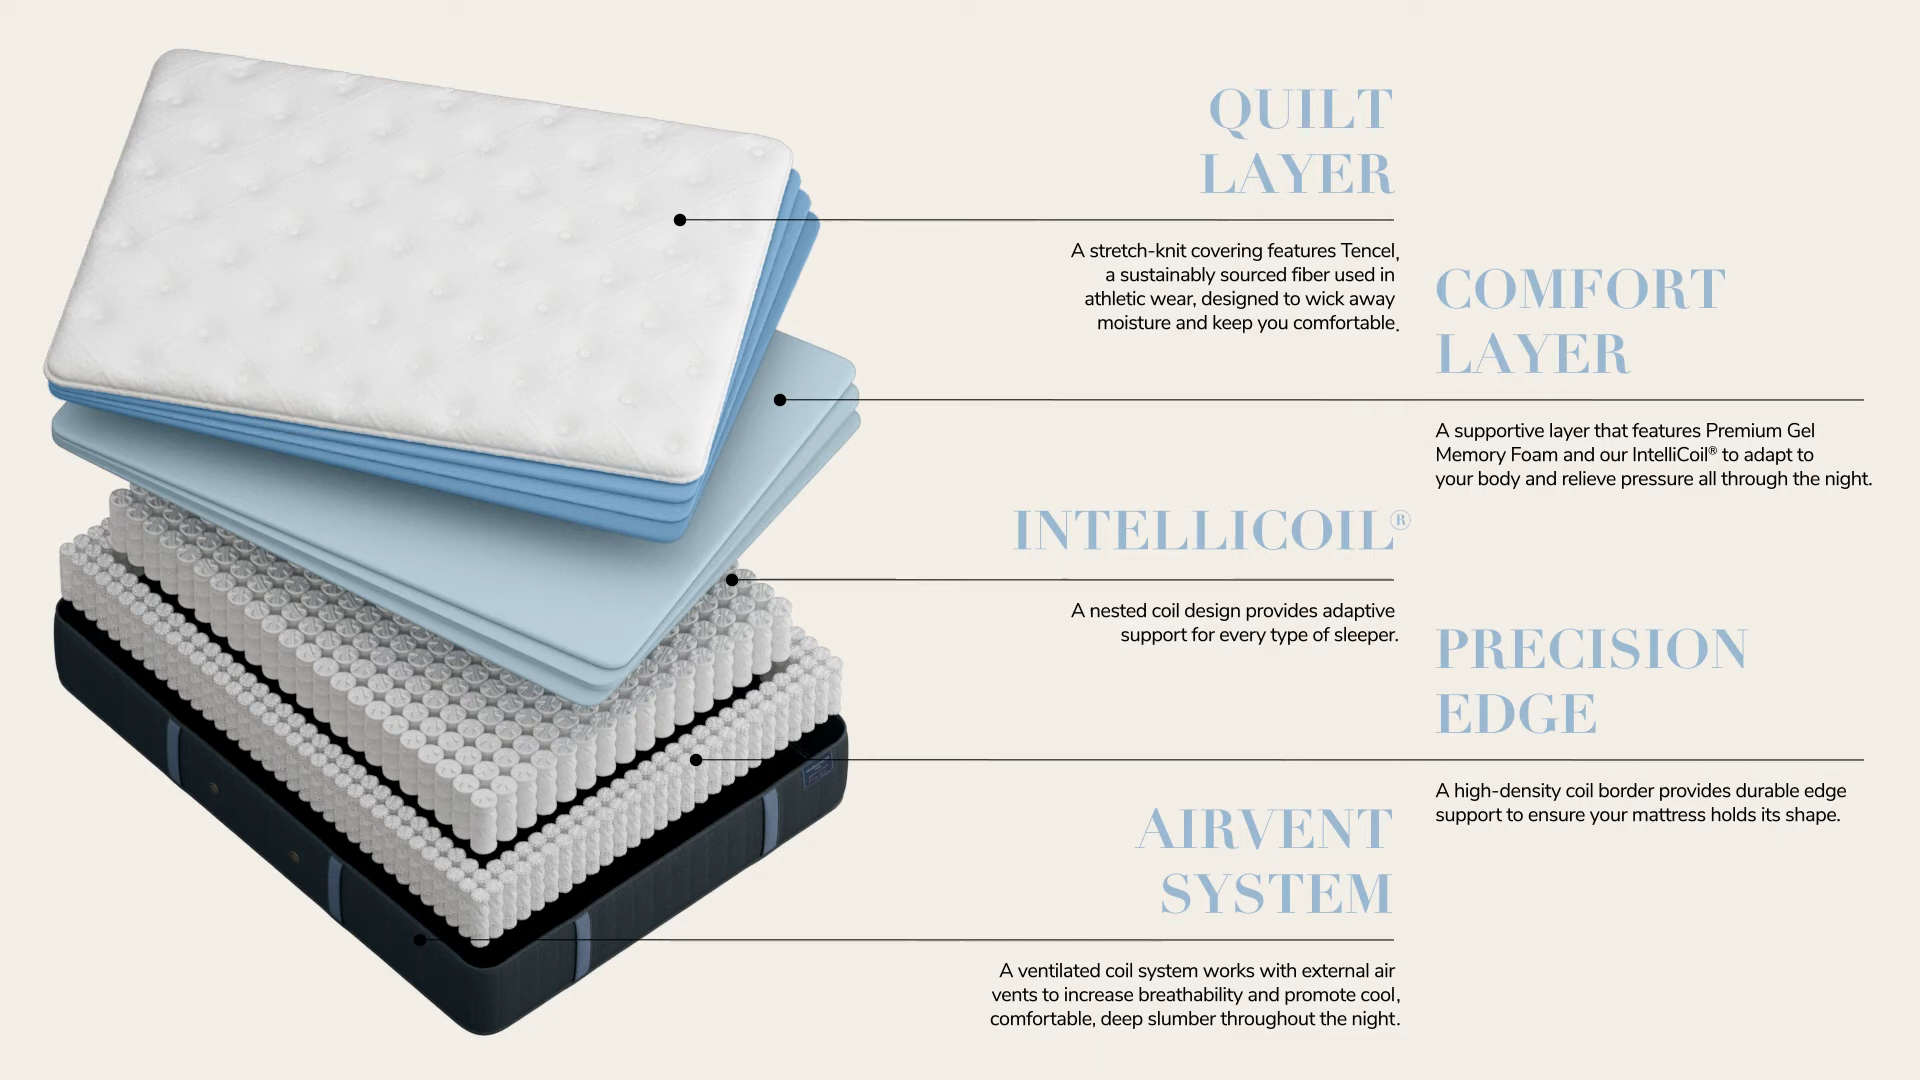 QUILT
LAYER
A stretch-knit covering features Tencel,
a sustainably sourced fiber used in
athletic wear, designed to wick away
moisture and keep you comfortable.
COMFORT
LAYER
A supportive layer that features Premium Gel
Memory Foam and our IntelliCoil® to adapt to
your body and relieve pressure all through the night.
INTELLICOIL®
A nested coil design provides adaptive
support for every type of sleeper.
PRECISION
EDGE
A high-density coil border provides durable edge
support to ensure your mattress holds its shape.
AIRVENT
SYSTEM
A ventilated coil system works with external air
vents to increase breathability and promote cool,
comfortable, deep slumber throughout the night.